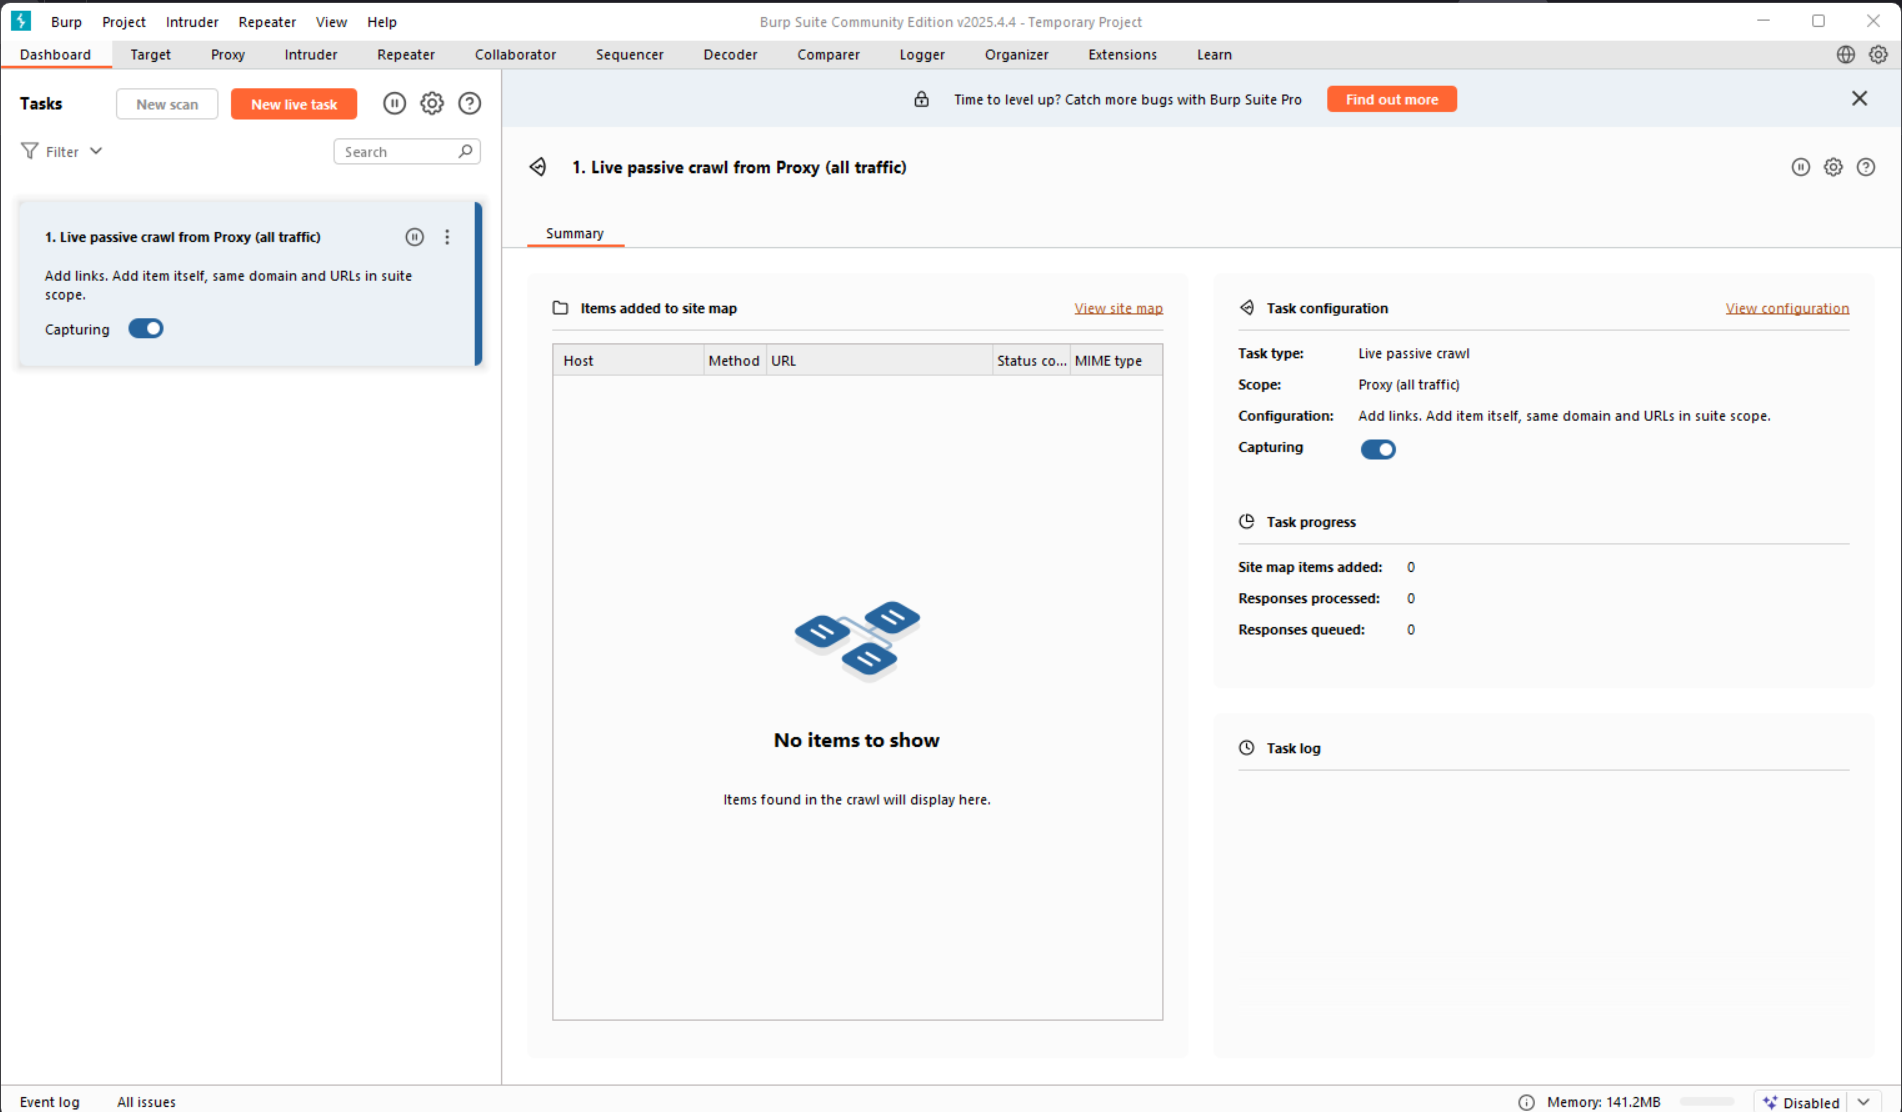 Burp Project Intruder Repeater View Help
Burp Suite Community Edition v2025.4.4 - Temporary Project
Dashboard Target Proxy Intruder Repeater Collaborator Sequencer Decoder Comparer Logger Organizer Extensions Learn
Tasks
New scan
New live task
Filter
Search
1. Live passive crawl from Proxy (all traffic)
Add links. Add item itself, same domain and URLs in suite
scope.
Capturing
Time to level up? Catch more bugs with Burp Suite Pro
Find out more
1. Live passive crawl from Proxy (all traffic)
Summary
Items added to site map
View site map
Host Method URL Status co... MIME type
No items to show
Items found in the crawl will display here.
Task configuration
View configuration
Task type: Live passive crawl
Scope: Proxy (all traffic)
Configuration: Add links. Add item itself, same domain and URLs in suite scope.
Capturing
Task progress
Site map items added: 0
Responses processed: 0
Responses queued: 0
Task log
Event log All issues
Memory: 141.2MB
Disabled